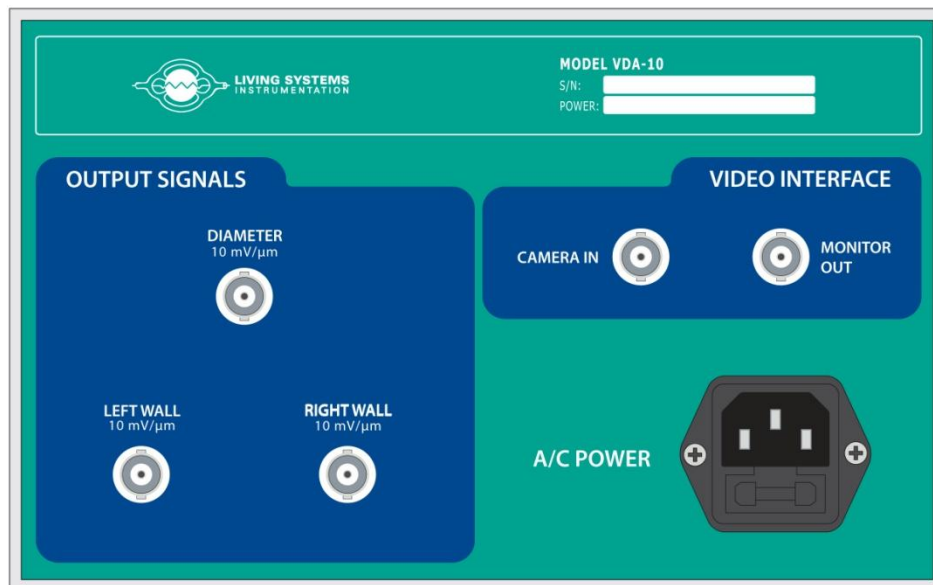 LIVING SYSTEMS
INSTRUMENTATION
MODEL VDA-10
S/N:
POWER:
OUTPUT SIGNALS
DIAMETER
10 mV/µm
LEFT WALL
10 mV/µm
RIGHT WALL
10 mV/µm
VIDEO INTERFACE
CAMERA IN
MONITOR
OUT
A/C POWER